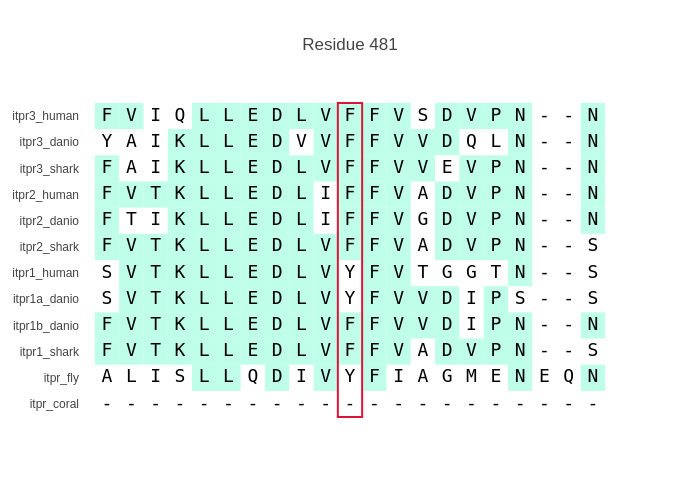 Residue 481
itpr3_human F V I Q L L E D L V F F V S D V P N - - N
itpr3_danio Y A I K L L E D V V F F V V D Q L N - - N
itpr3_shark F A I K L L E D L V F F V V E V P N - - N
itpr2_human F V T K L L E D L I F F V A D V P N - - N
itpr2_danio F T I K L L E D L I F F V G D V P N - - N
itpr2_shark F V T K L L E D L V F F V A D V P N - - S
itpr1_human S V T K L L E D L V Y F V T G G T N - - S
itpr1a_danio S V T K L L E D L V Y F V V D I P S - - S
itpr1b_danio F V T K L L E D L V F F V V D I P N - - N
itpr1_shark F V T K L L E D L V F F V A D V P N - - S
itpr_fly A L I S L L Q D I V Y F I A G M E N E Q N
itpr_coral - - - - - - - - - - - - - - - - - - - - -